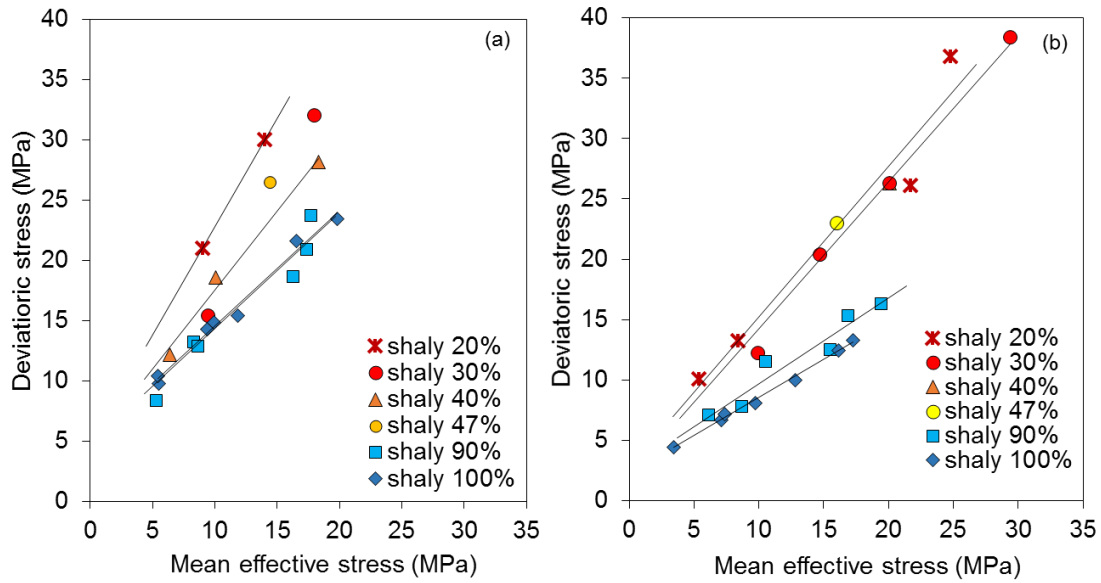 (a)
40
35
30
25
20
15
10
5
0
Deviatioric stress (MPa)
shaly 20%
shaly 30%
shaly 40%
shaly 47%
shaly 90%
shaly 100%
0 5 10 15 20 25 30 35
Mean effective stress (MPa)
(b)
40
35
30
25
20
15
10
5
0
Deviatoric stress (MPa)
shaly 20%
shaly 30%
shaly 40%
shaly 47%
shaly 90%
shaly 100%
0 5 10 15 20 25 30 35
Mean effective stress (MPa)